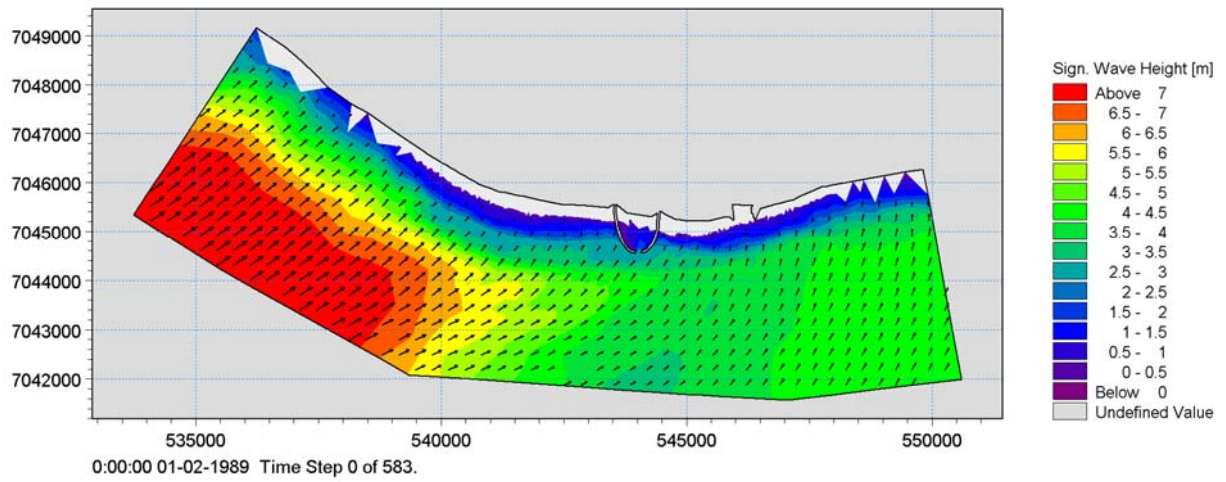 7049000
7048000
7047000
7046000
7045000
7044000
7043000
7042000
535000 540000 545000 550000
0:00:00 01-02-1989 Time Step 0 of 583.
Sign. Wave Height [m]
Above 7
6.5 - 7
6 - 6.5
5.5 - 6
5 - 5.5
4.5 - 5
4 - 4.5
3.5 - 4
3 - 3.5
2.5 - 3
2 - 2.5
1.5 - 2
1 - 1.5
0.5 - 1
0 - 0.5
Below 0
Undefined Value